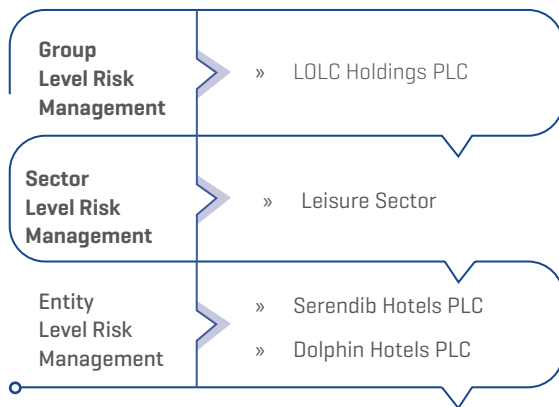 Group
Level Risk
Management
» LOLC Holdings PLC
Sector
Level Risk
Management
» Leisure Sector
Entity
Level Risk
Management
» Serendib Hotels PLC
» Dolphin Hotels PLC